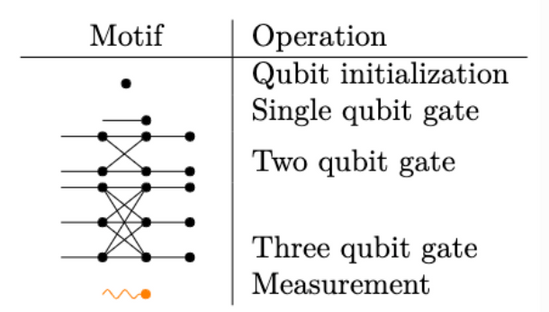 Motif Operation
Qubit initialization
Single qubit gate
Two qubit gate
Three qubit gate
Measurement